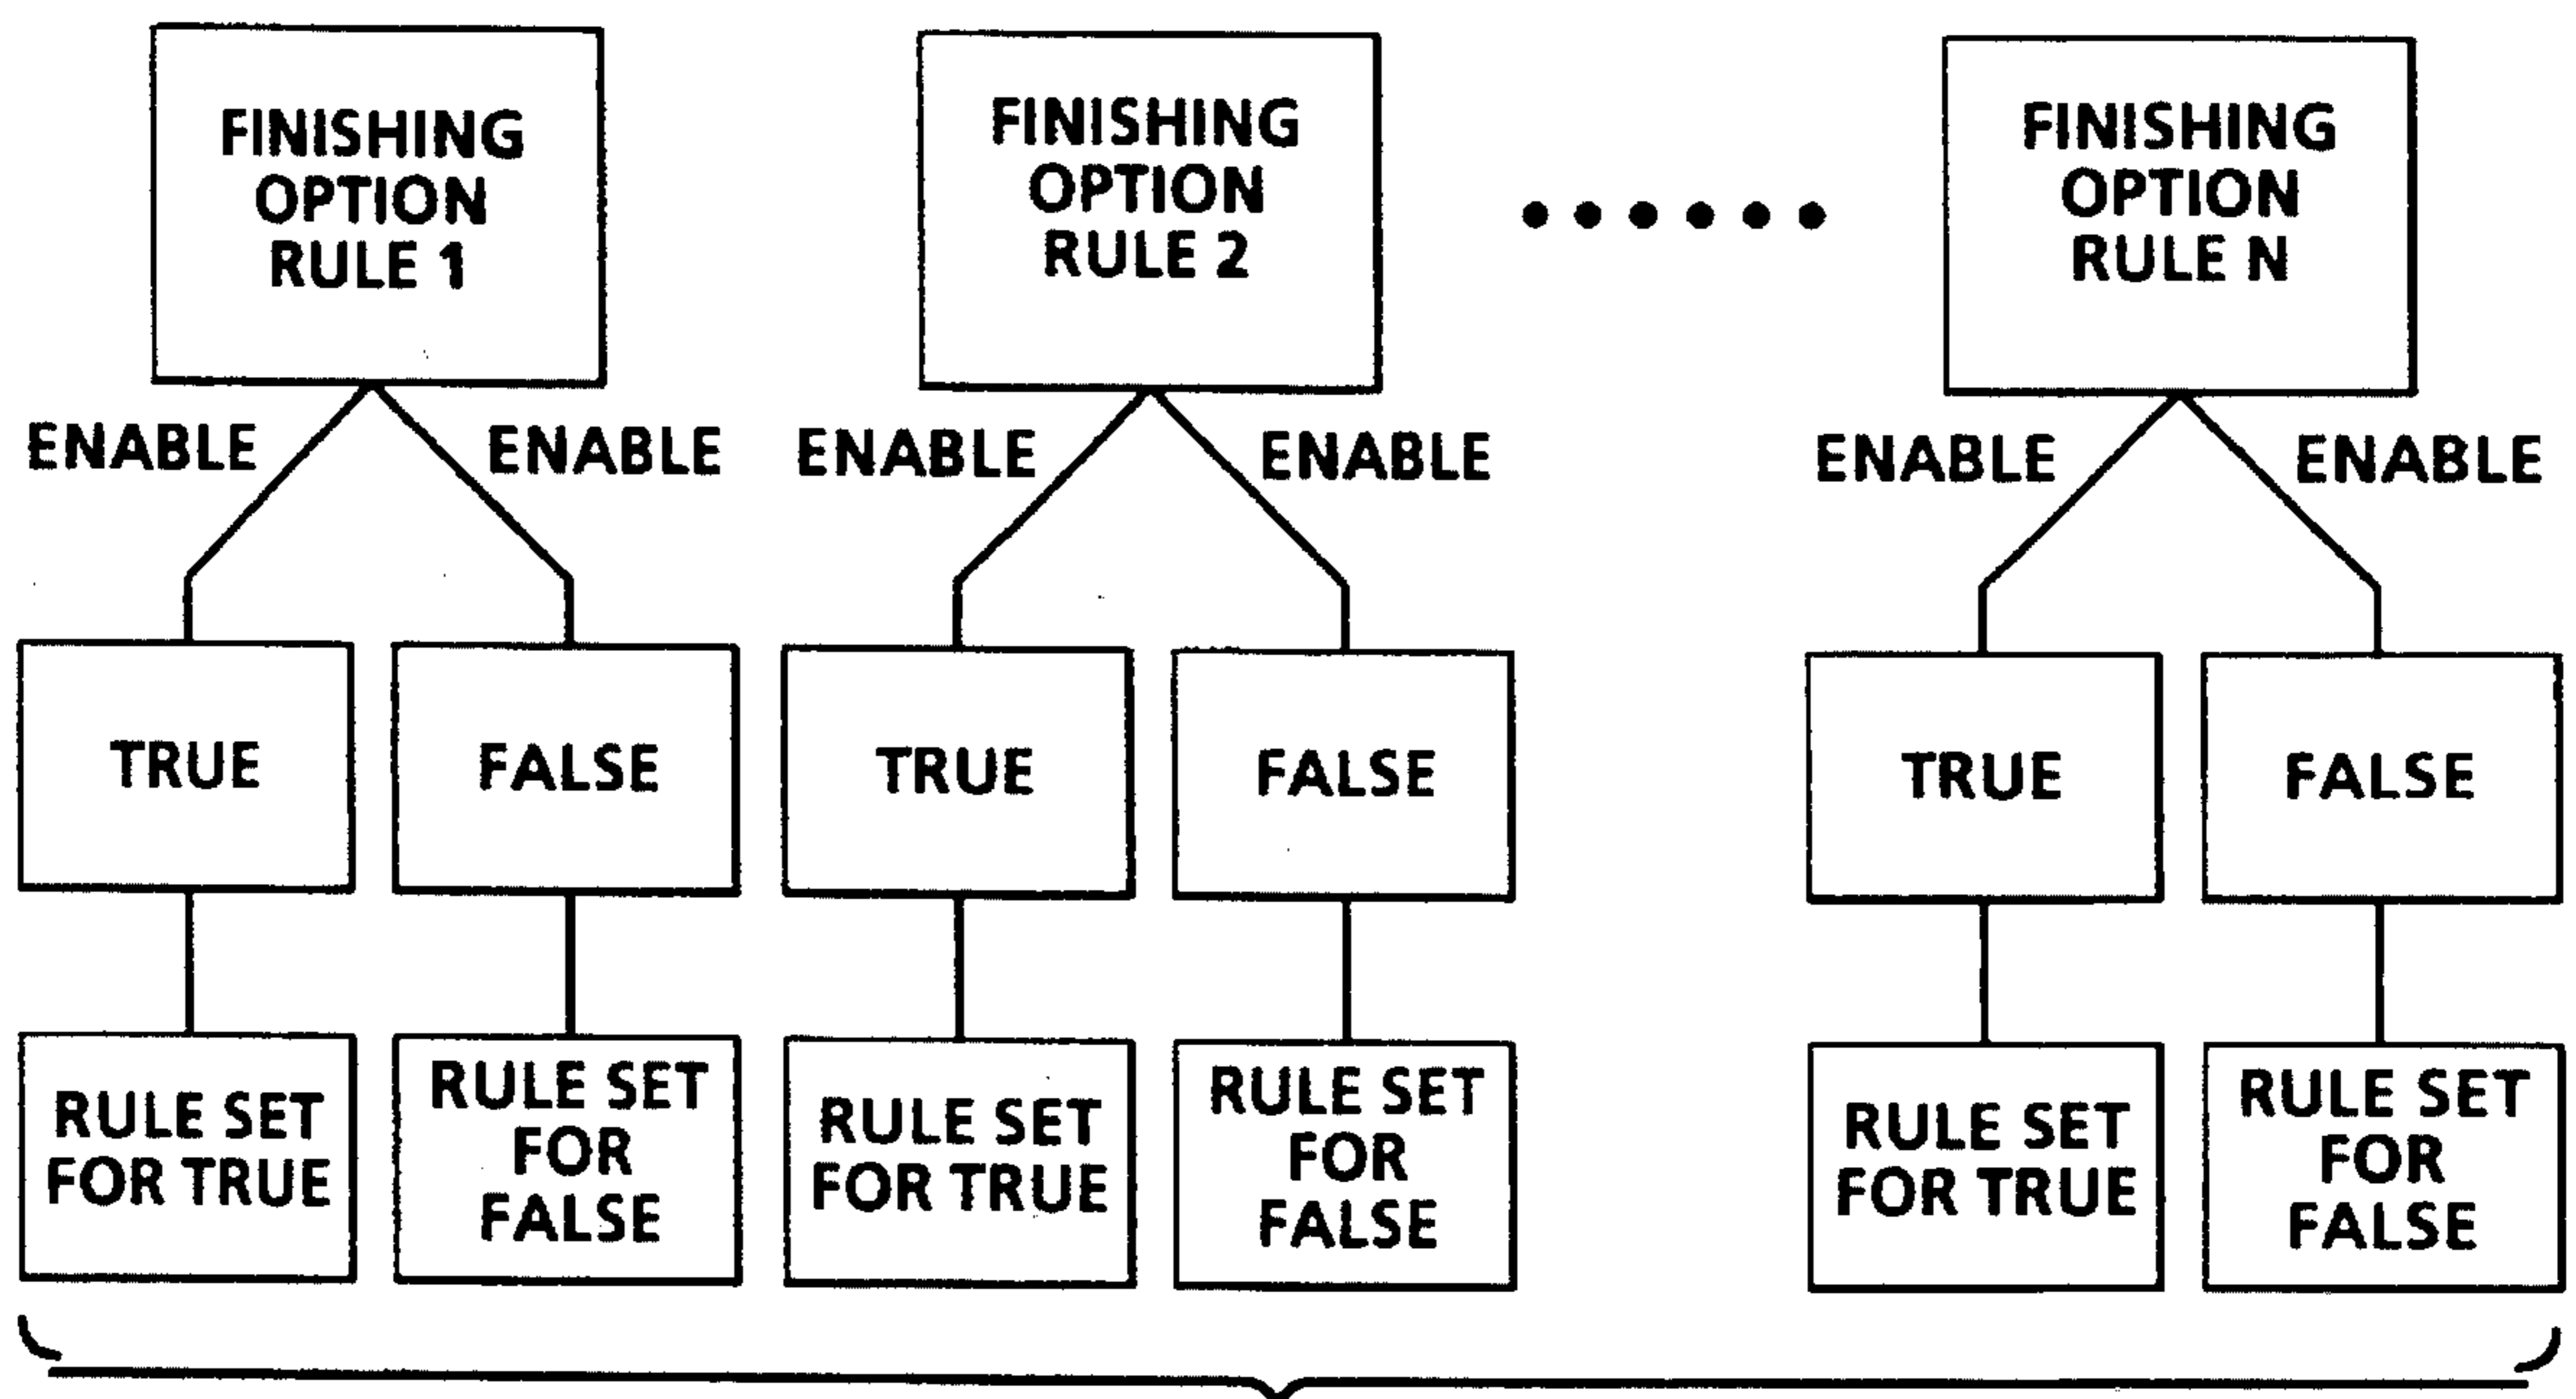 FINISHING
OPTION
RULE 1
FINISHING
OPTION
RULE 2
FINISHING
OPTION
RULE N
ENABLE
ENABLE
ENABLE
ENABLE
ENABLE
ENABLE
TRUE
FALSE
TRUE
FALSE
TRUE
FALSE
RULE SET
FOR TRUE
RULE SET
FOR
FALSE
RULE SET
FOR TRUE
RULE SET
FOR
FALSE
RULE SET
FOR TRUE
RULE SET
FOR
FALSE